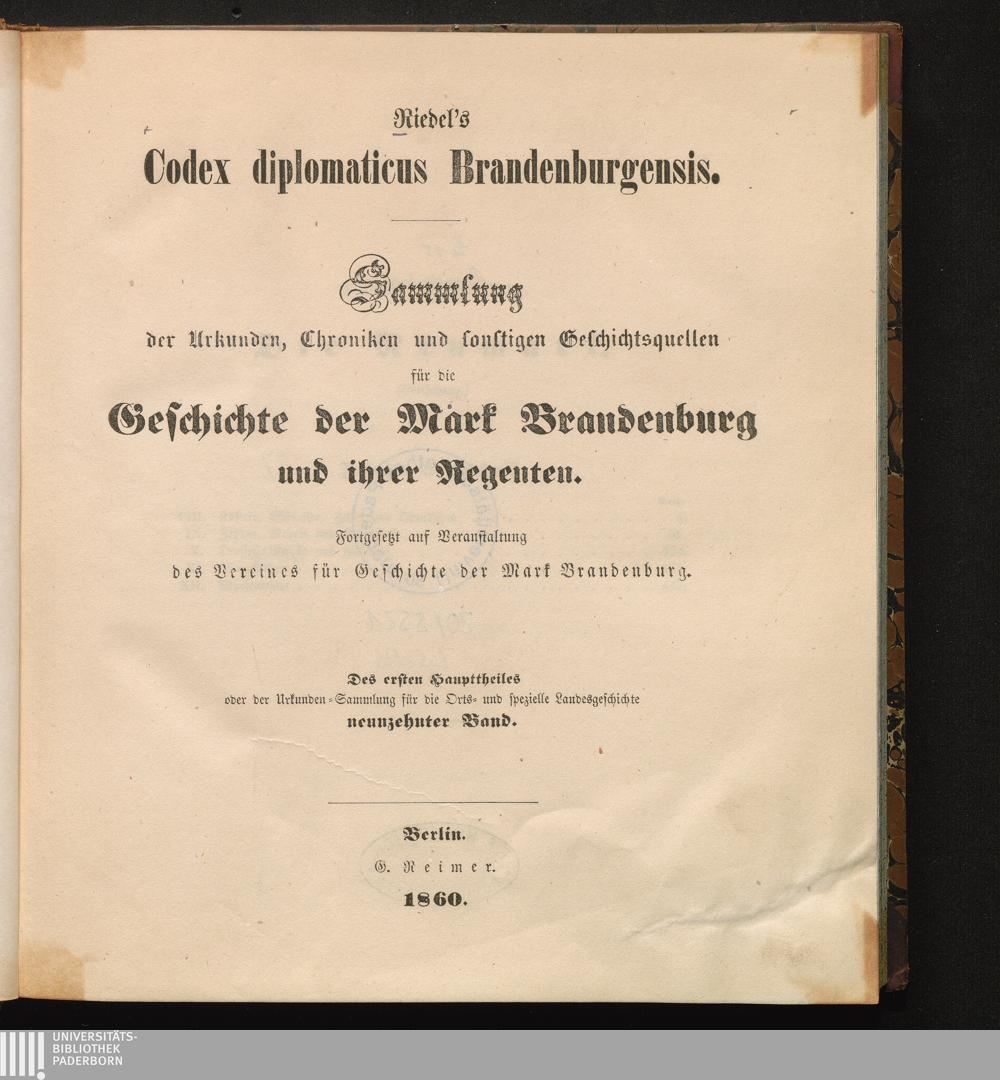 Riedel's
Codex diplomaticus Brandenburgensis.
Sammlung
der Urkunden, Chroniken und sonstigen Geschichtsquellen
für die
Geschichte der Mark Brandenburg
und ihrer Regenten.
Fortgesetzt auf Veranstaltung
des Vereines für Geschichte der Mark Brandenburg.
Des ersten Haupttheiles
oder der Urkunden-Sammlung für die Orts- und spezielle Landesgeschichte
neunzehnter Band.
Berlin.
G. Reimer.
1860.
UNIVERSITÄTS-
BIBLIOTHEK
PADERBORN